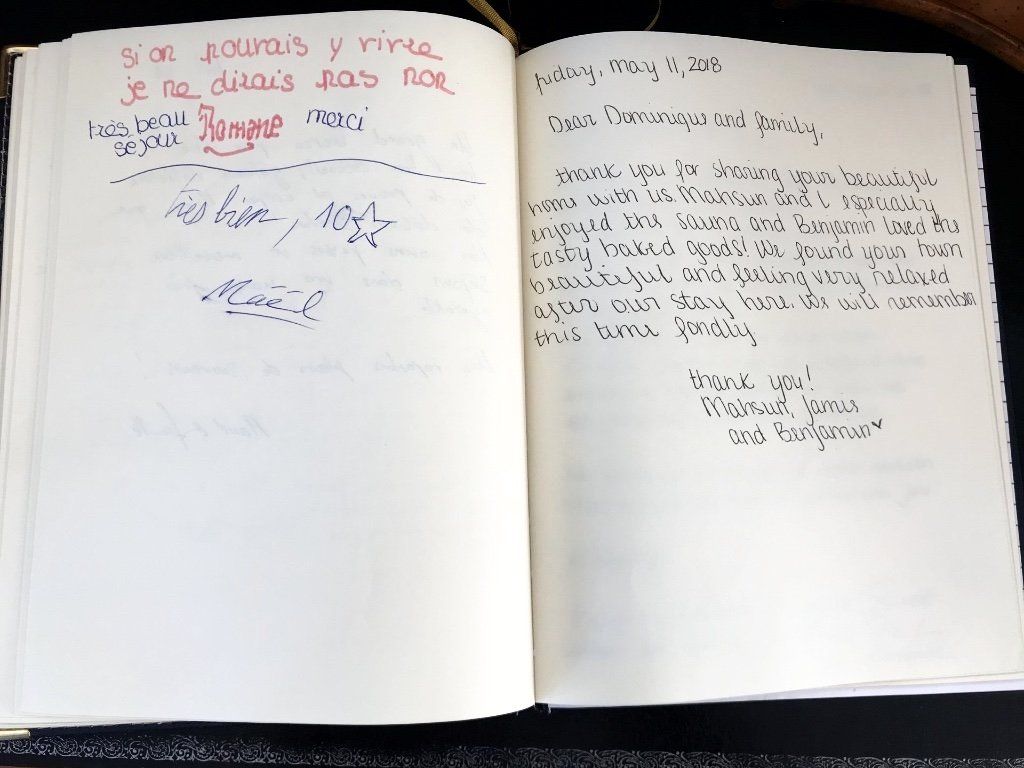 si on pourais y vivre
je ne dirais pas non
très beau Romane merci
sejour
Très bien, 10☆
Máél
friday, may 11, 2018
Dear Dominique and family,
thank you for sharing your beautiful
home with us. Mahsun and I especially
enjoyed the sauna and Benjamin loved the
tasty baked goods! We found your town
beautiful and feeling very relaxed
after our stay here. We will remember
this time fondly.
thank you!
Mahsun, Jamie
and Benjamin